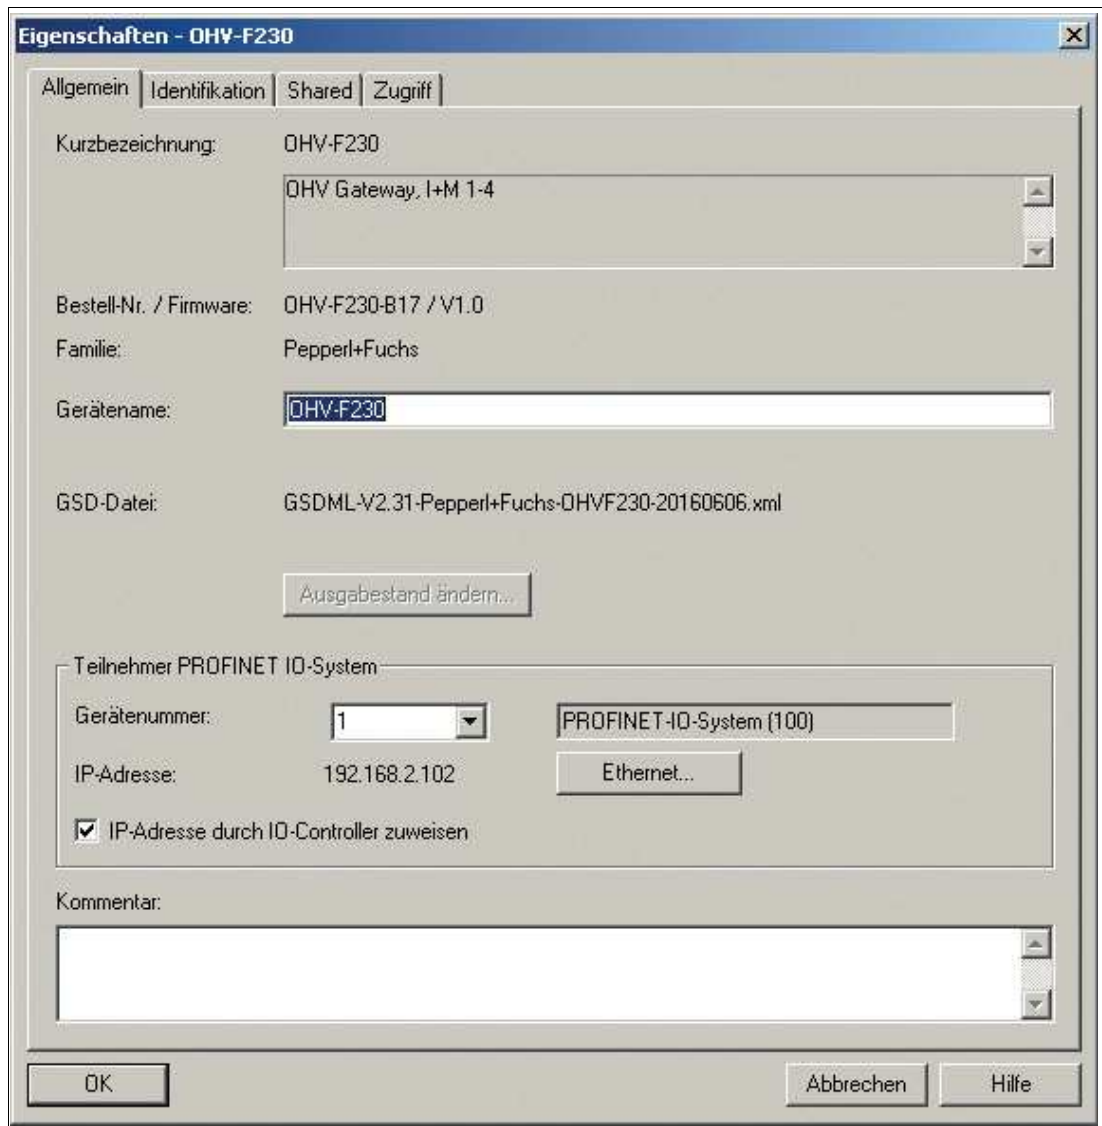 Eigenschaften - OHV-F230
Allgemein Identifikation Shared Zugriff
Kurzbezeichnung: OHV-F230
OHV Gateway, I+M 1-4
Bestell-Nr. / Firmware: OHV-F230-B17 / V1.0
Familie: Pepperl+Fuchs
Gerätename: OHV-F230
GSD-Datei: GSDML-V2.31-Pepperl+Fuchs-OHVF230-20160606.xml
Ausgabestand ändern...
Teilnehmer PROFINET IO-System
Gerätenummer: 1 PROFINET-IO-System (100)
IP-Adresse: 192.168.2.102 Ethernet...
IP-Adresse durch IO-Controller zuweisen
Kommentar:
OK Abbrechen Hilfe